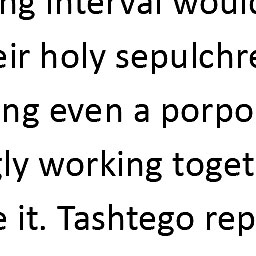 ng interval would
eir holy sepulchre
ng even a porpo
gly working toget
e it. Tashtego rep